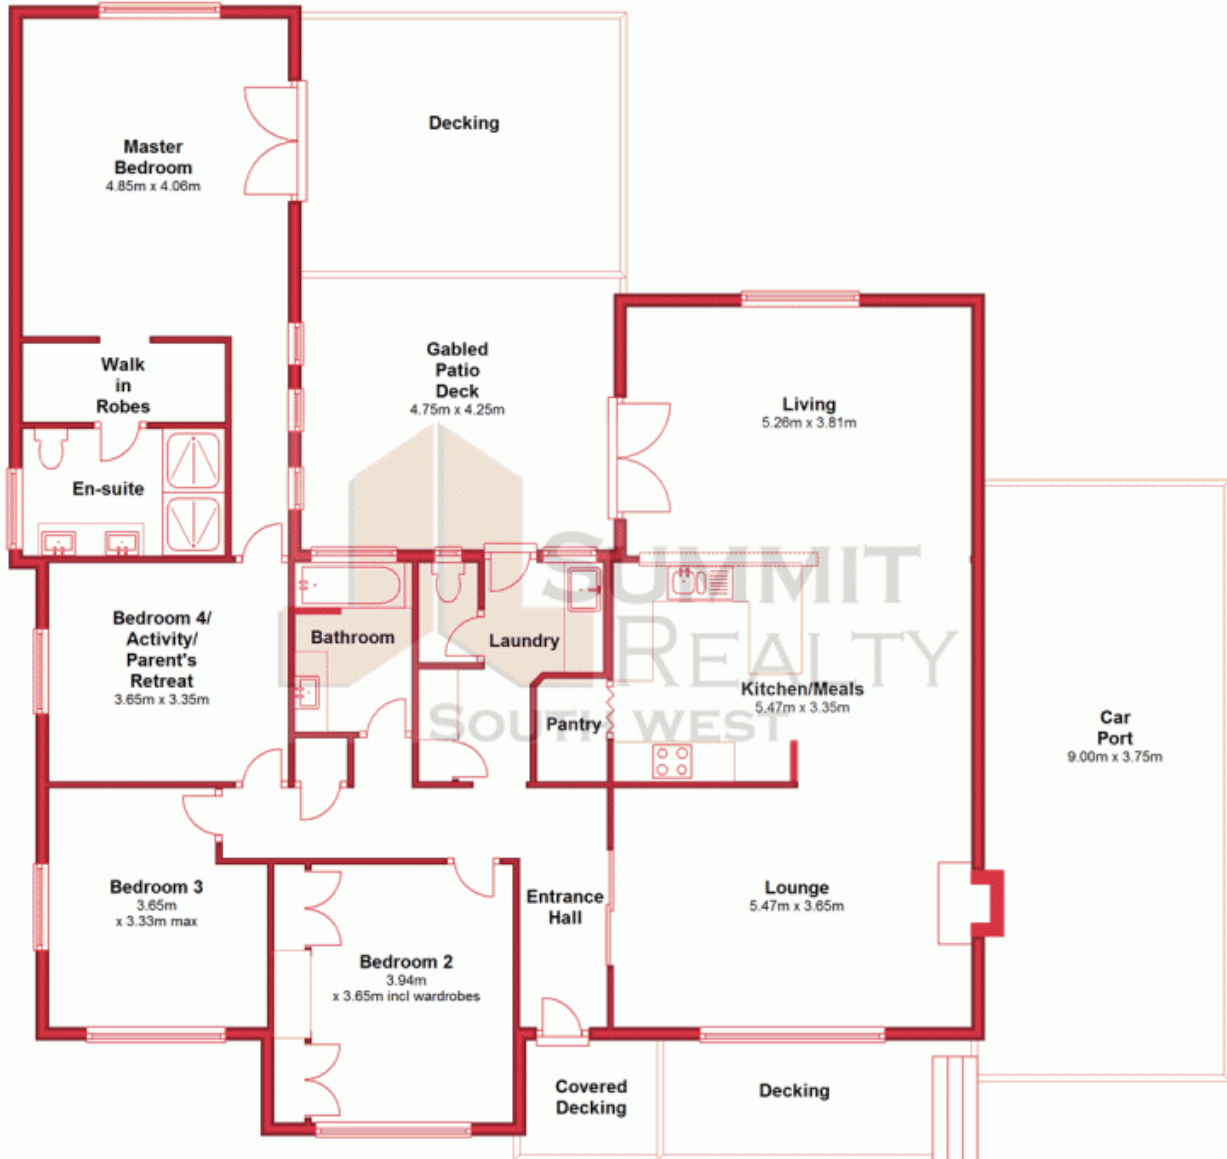 Decking
Master
Bedroom
4.85m x 4.06m
Gabled
Patio
Deck
4.75m x 4.25m
Walk
in
Robes
Living
5.26m x 3.81m
En-suite
SUMMIT
REALTY
SOUTH WEST
Bedroom 4/
Activity/
Parent's
Retreat
3.65m x 3.35m
Bathroom
Laundry
Kitchen/Meals
5.47m x 3.35m
Pantry
Car
Port
9.00m x 3.75m
Bedroom 3
3.65m
x 3.33m max
Entrance
Hall
Lounge
5.47m x 3.65m
Bedroom 2
3.94m
x 3.65m incl wardrobes
Covered
Decking
Decking